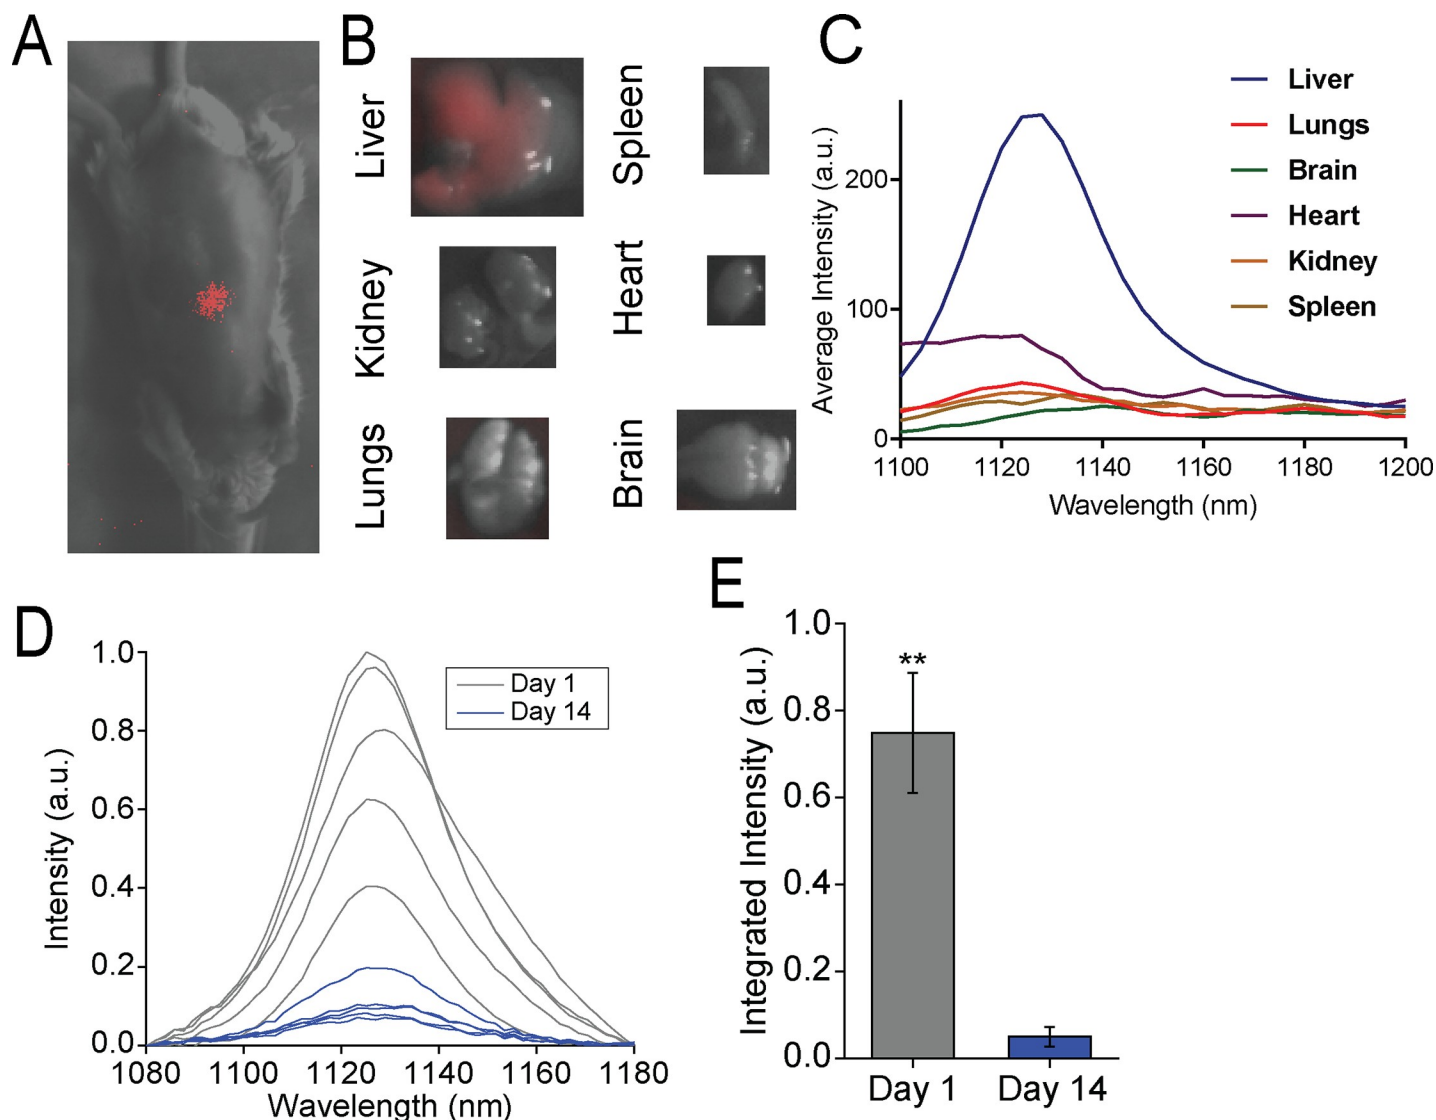 A
B
C
Liver
Spleen
Kidney
Heart
Lungs
Brain
Average Intensity (a.u.)
200
100
0
1100
1120
1140
1160
1180
1200
Wavelength (nm)
Liver
Lungs
Brain
Heart
Kidney
Spleen
D
Intensity (a.u.)
1.0
0.8
0.6
0.4
0.2
0.0
1080
1100
1120
1140
1160
1180
Wavelength (nm)
Day 1
Day 14
E
Integrated Intensity (a.u.)
1.0
0.8
0.6
0.4
0.2
0.0
**
Day 1
Day 14